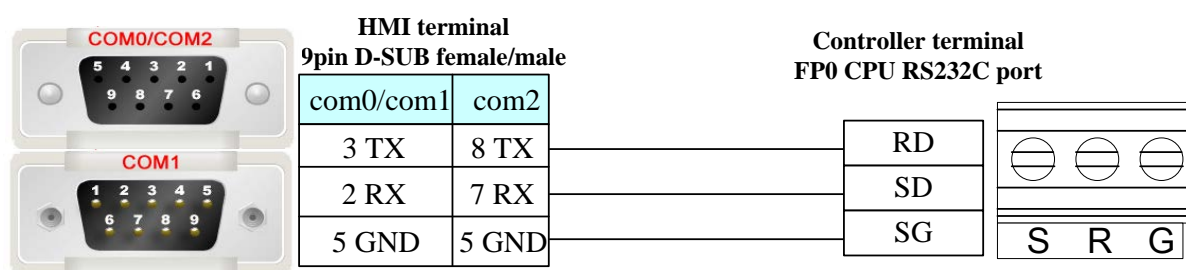 COM0/COM2
5 4 3 2 1
9 8 7 6
COM1
1 2 3 4 5
6 7 8 9
HMI terminal
9pin D-SUB female/male
com0/com1 com2
3 TX 8 TX
2 RX 7 RX
5 GND 5 GND
Controller terminal
FP0 CPU RS232C port
RD
SD
SG
S R G